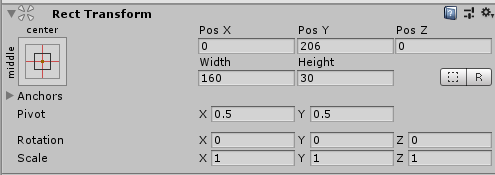 Rect Transform
center
middle
Pos X Pos Y Pos Z
0 206 0
Width Height
160 30
R
Anchors
Pivot X 0.5 Y 0.5
Rotation X 0 Y 0 Z 0
Scale X 1 Y 1 Z 1